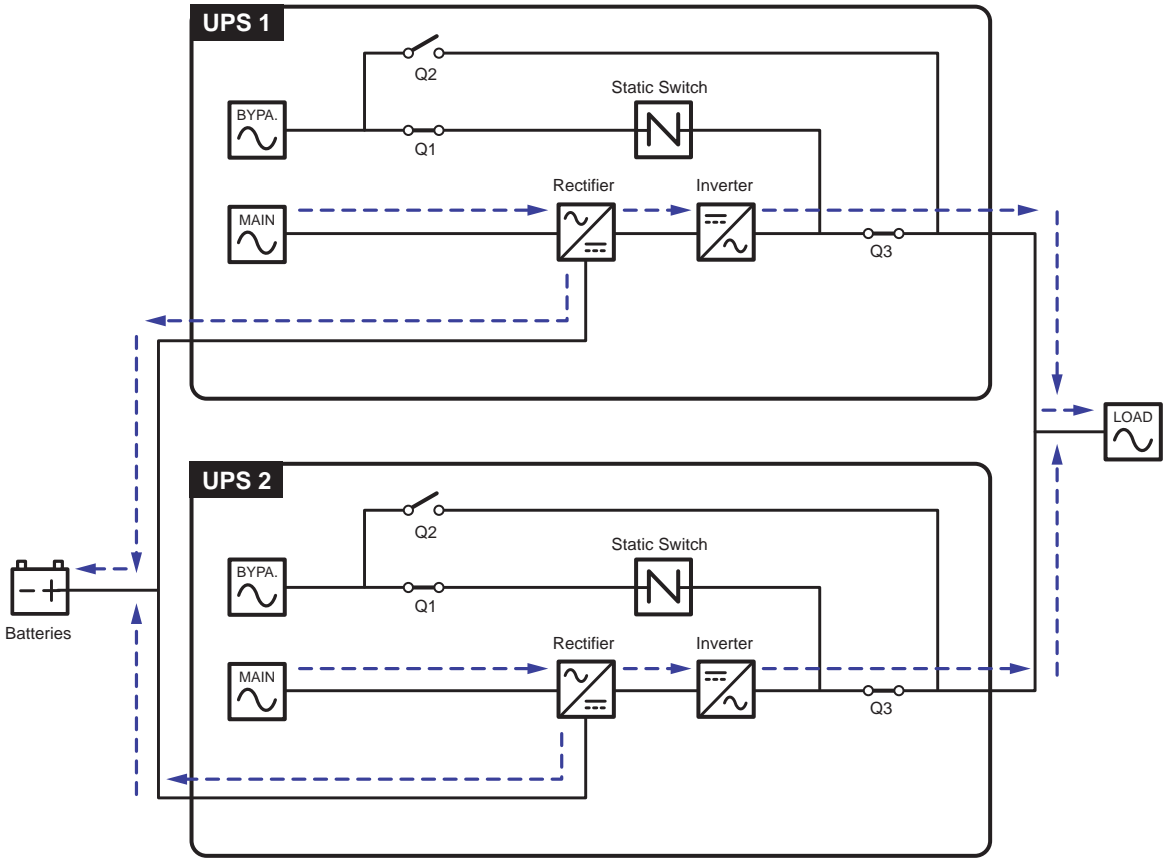 UPS 1
Q2
Static Switch
BYPA.
Q1
Rectifier
Inverter
MAIN
Q3
LOAD
UPS 2
Q2
Static Switch
BYPA.
Q1
Batteries
Rectifier
Inverter
MAIN
Q3